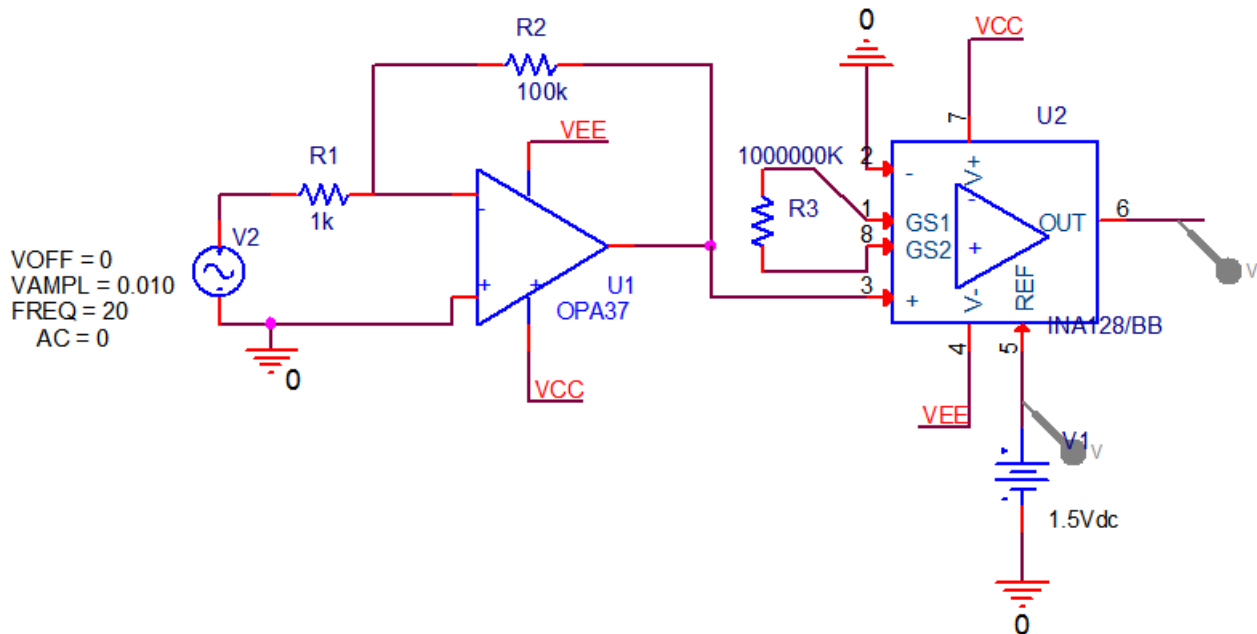 R2
100k
VEE
R1
1k
V2
VOFF = 0
VAMPL = 0.010
FREQ = 20
AC = 0
0
-
+
-
+
U1
OPA37
VCC
0
VCC
7
U2
1000000K
R3
2
1
8
3
-
GS1
GS2
+
V+
-
+
OUT
6
V-
REF
INA128/BB
4
5
VEE
V
V1
V
1.5Vdc
0